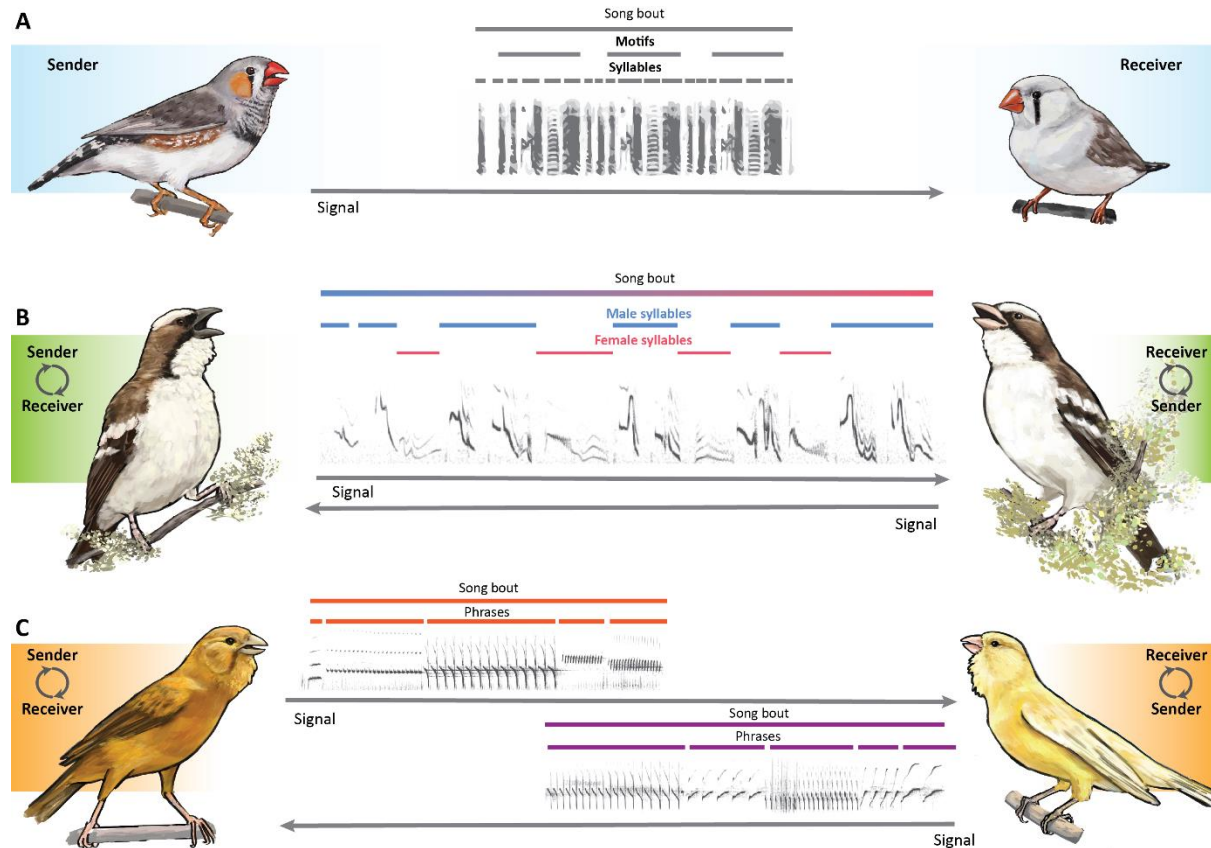 A
Song bout
Motifs
Syllables
Sender
Receiver
Signal
B
Song bout
Male syllables
Female syllables
Sender
Receiver
Receiver
Sender
Signal
Signal
C
Song bout
Phrases
Sender
Receiver
Receiver
Sender
Signal
Song bout
Phrases
Signal